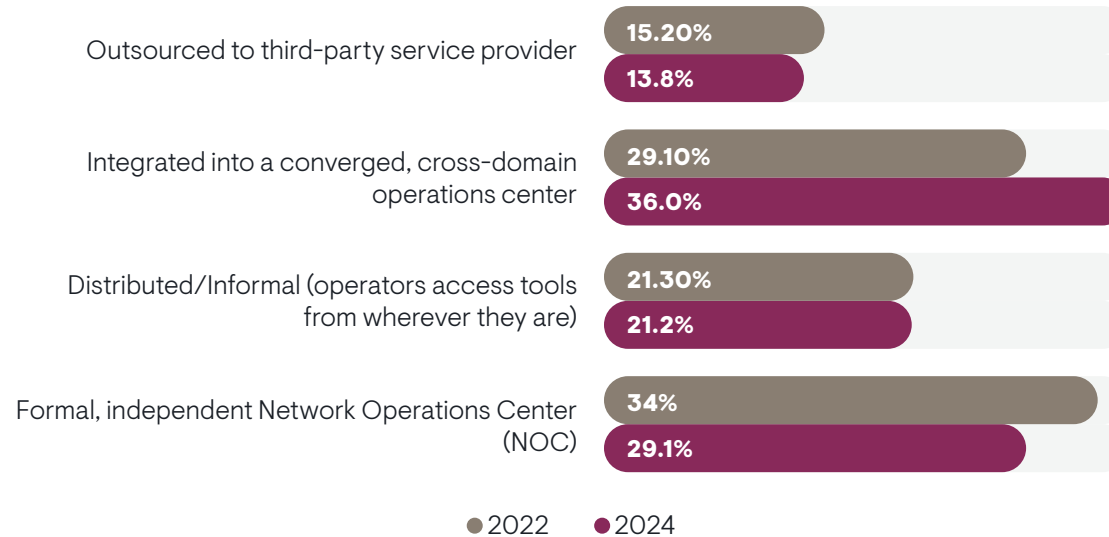 Outsourced to third-party service provider
15.20%
13.8%
Integrated into a converged, cross-domain
operations center
29.10%
36.0%
Distributed/Informal (operators access tools
from wherever they are)
21.30%
21.2%
Formal, independent Network Operations Center
(NOC)
34%
29.1%
2022 2024